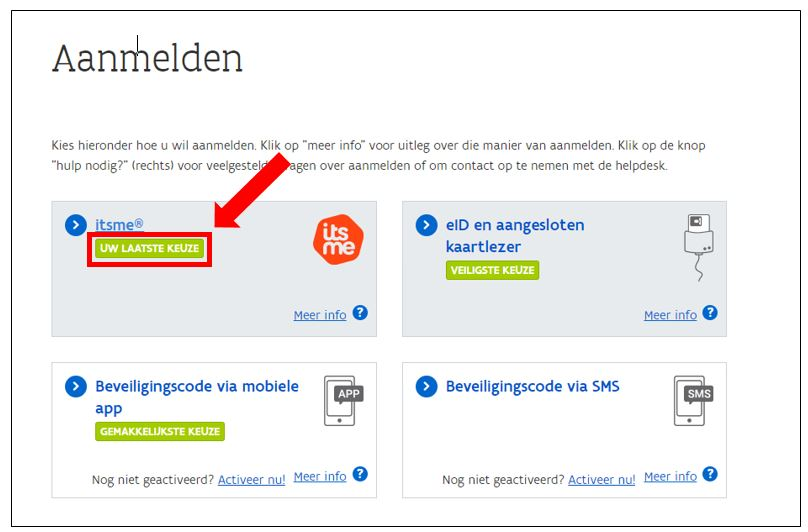 Aanmelden
Kies hieronder hoe u wil aanmelden. Klik op "meer info" voor uitleg over die manier van aanmelden. Klik op de knop
"hulp nodig?" (rechts) voor veelgesteld agen over aanmelden of om contact op te nemen met de helpdesk.
itsme®
UW LAATSTE KEUZE
its
me
Meer info ?
eID en aangesloten
kaartlezer
VEILIGSTE KEUZE
Meer info ?
Beveiligingscode via mobiele
app
GEMAKKELIJKSTE KEUZE
APP
Nog niet geactiveerd? Activeer nu! Meer info ?
Beveiligingscode via SMS
SMS
Nog niet geactiveerd? Activeer nu! Meer info ?